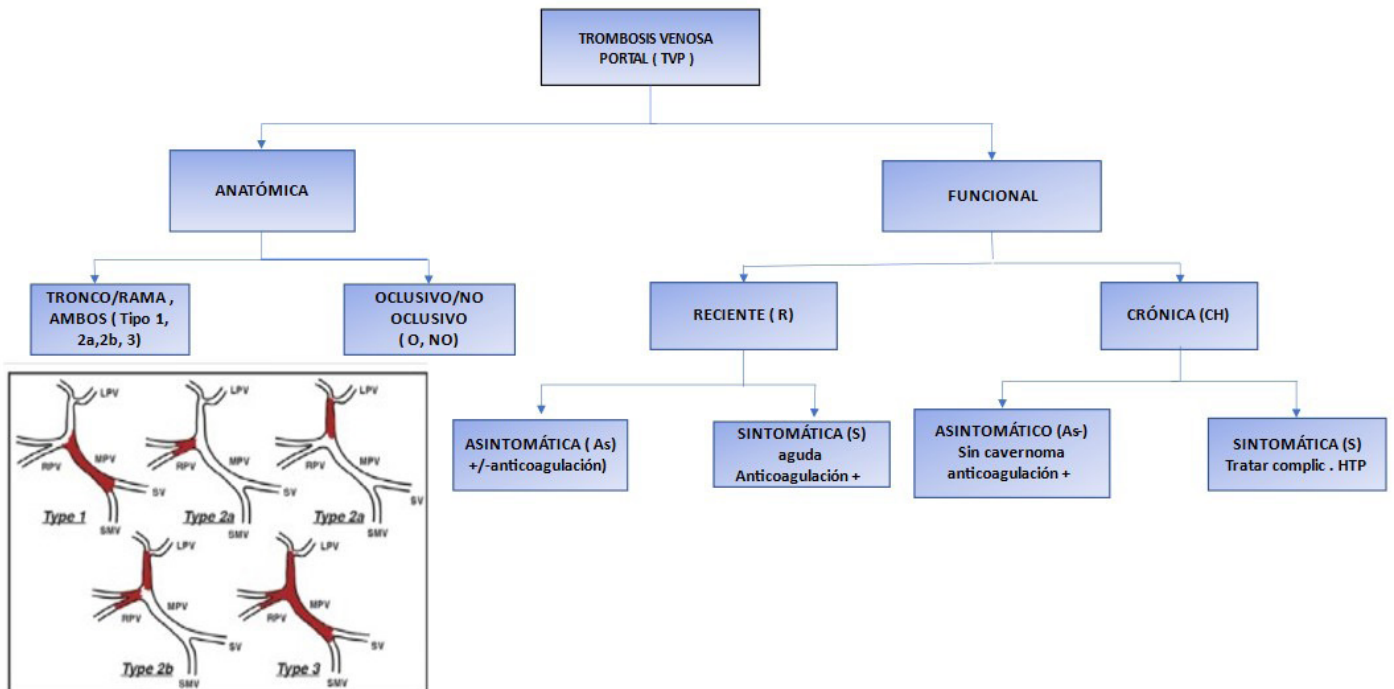 TROMBOSIS VENOSA
PORTAL ( TVP )
ANATÓMICA
FUNCIONAL
TRONCO/RAMA ,
AMBOS ( Tipo 1,
2a,2b, 3)
OCLUSIVO/NO
OCLUSIVO
( O, NO)
RECIENTE ( R)
CRÓNICA (CH)
ASINTOMÁTICA ( As)
+/-anticoagulación)
SINTOMÁTICA (S)
aguda
Anticoagulación +
ASINTOMÁTICO (As-)
Sin cavernoma
anticoagulación +
SINTOMÁTICA (S)
Tratar complic . HTP
LPV
RPV
MPV
SV
SMV
Type 1
LPV
RPV
MPV
SV
SMV
Type 2a
LPV
RPV
MPV
SV
SMV
Type 2a
LPV
RPV
MPV
SV
SMV
Type 2b
LPV
RPV
MPV
SV
SMV
Type 3